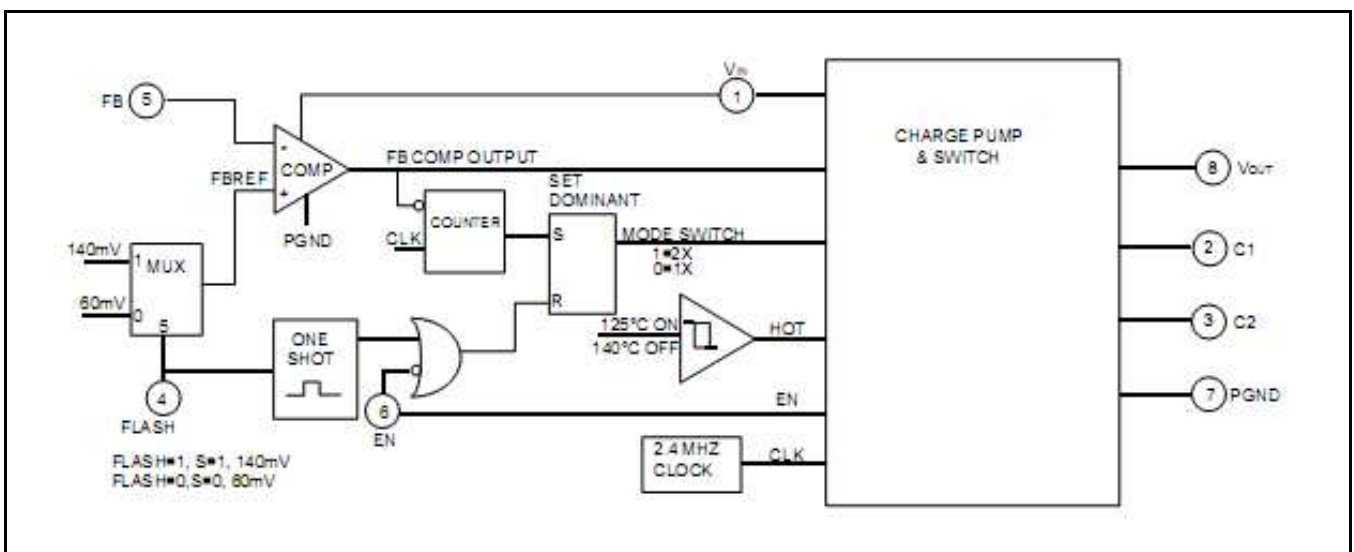 Vin
1
FB
5
-
COMP
+
FBREF
FB COMP OUTPUT
PGND
CHARGE PUMP
& SWITCH
8
VOUT
SET
DOMINANT
COUNTER
CLK
S
R
MODE SWITCH
1=2X
0=1X
2
C1
140mV
1
MUX
60mV
0
S
ONE
SHOT
125°C ON
140°C OFF
HOT
3
C2
4
FLASH
6
EN
EN
7
PGND
2.4 MHZ
CLOCK
CLK
FLASH=1, S=1, 140mV
FLASH=0,S=0, 60mV